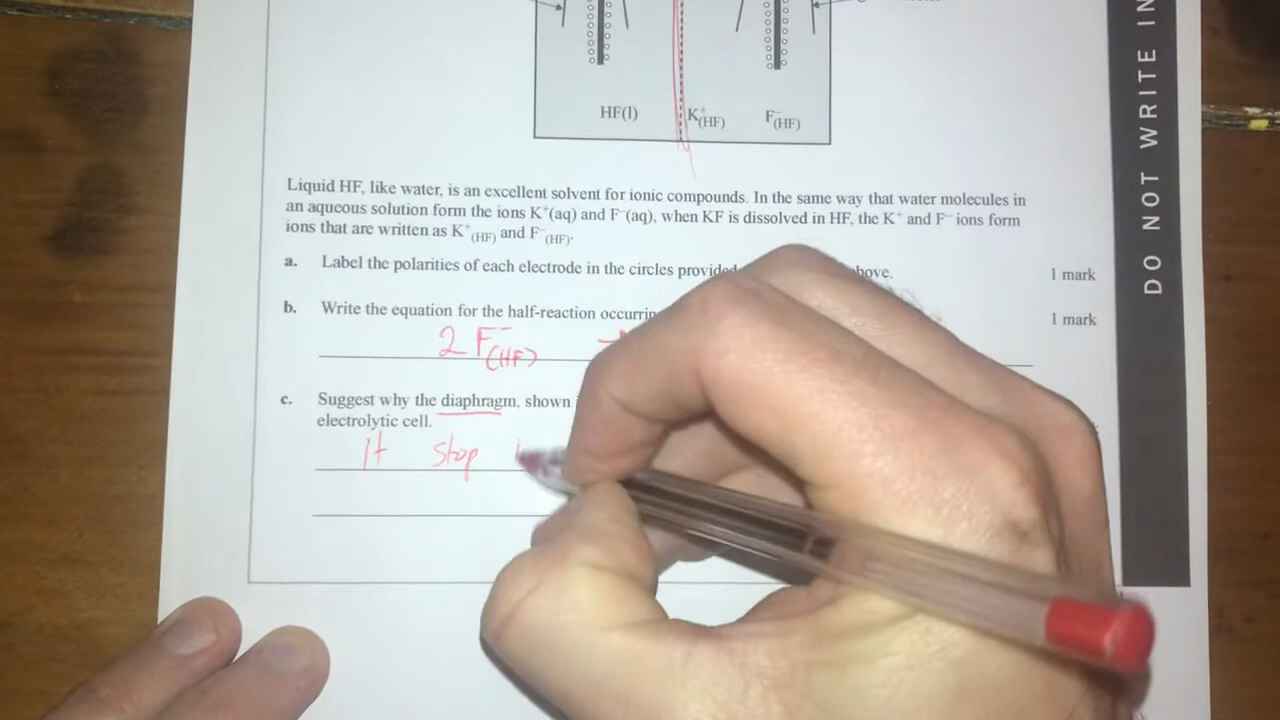 HF(l) K⁺(HF) F⁻(HF)
Liquid HF, like water, is an excellent solvent for ionic compounds. In the same way that water molecules in
an aqueous solution form the ions K⁺(aq) and F⁻(aq), when KF is dissolved in HF, the K⁺ and F⁻ ions form
ions that are written as K⁺(HF) and F⁻(HF).
a. Label the polarities of each electrode in the circles provided above. 1 mark
b. Write the equation for the half-reaction 1 mark
2 F⁻(HF)
c. Suggest why the diaphragm, shown
electrolytic cell.
It stop
DO NOT WRITE IN